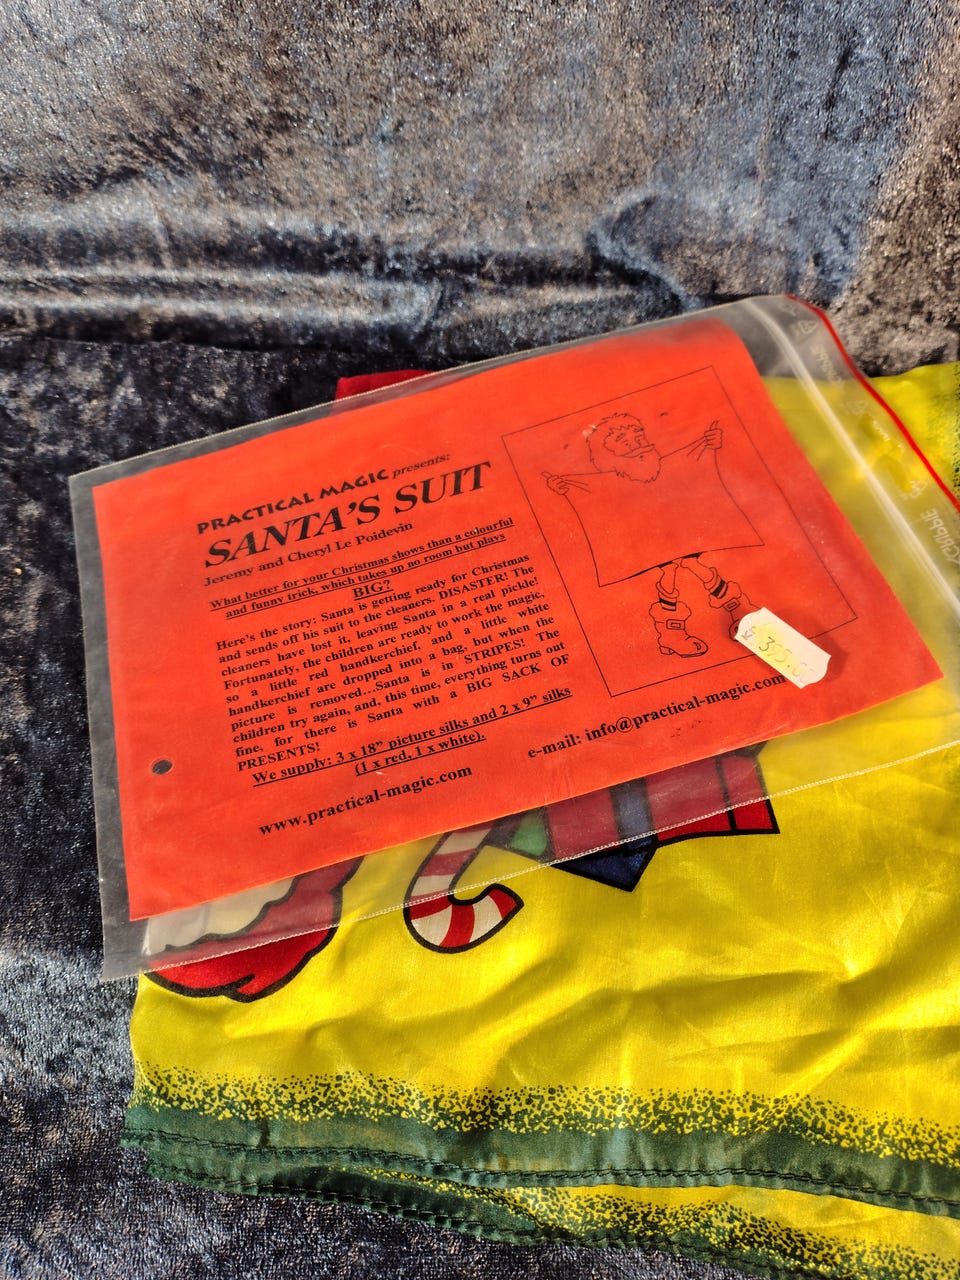 PRACTICAL MAGIC presents:
SANTA'S SUIT
Jeremy and Cheryl Le Poidevin
What better for your Christmas shows than a colourful
and funny trick, which takes up no room but plays
BIG?
Here's the story: Santa is getting ready for Christmas
and sends off his suit to the cleaners. DISASTER! The
cleaners have lost it, leaving Santa in a real pickle!
Fortunately, the children are ready to work the magic,
so a little red handkerchief, and a little white
handkerchief are dropped into a bag, but when the
picture is removed...Santa is in STRIPES! The
children try again, and, this time, everything turns out
fine, for there is Santa with a BIG SACK OF
PRESENTS!
We supply: 3 x 18" picture silks and 2 x 9" silks
(1 x red, 1 x white).
www.practical-magic.com
e-mail: info@practical-magic.com
395.00